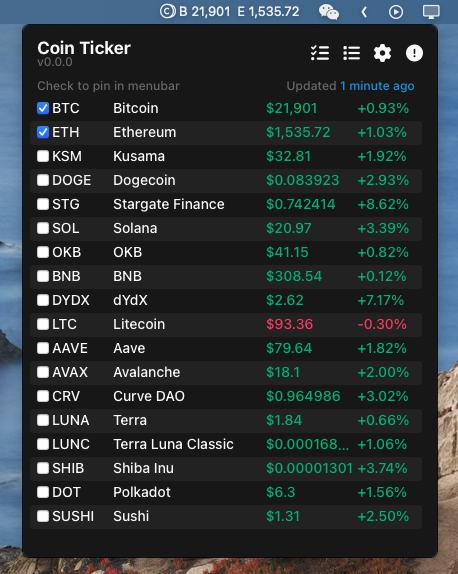 © B 21,901 E 1,535.72
Coin Ticker
v0.0.0
Check to pin in menubar Updated 1 minute ago
BTC Bitcoin $21,901 +0.93%
ETH Ethereum $1,535.72 +1.03%
KSM Kusama $32.81 +1.92%
DOGE Dogecoin $0.083923 +2.93%
STG Stargate Finance $0.742414 +8.62%
SOL Solana $20.97 +3.39%
OKB OKB $41.15 +0.82%
BNB BNB $308.54 +0.12%
DYDX dYdX $2.62 +7.17%
LTC Litecoin $93.36 -0.30%
AAVE Aave $79.64 +1.82%
AVAX Avalanche $18.1 +2.00%
CRV Curve DAO $0.964986 +3.02%
LUNA Terra $1.84 +0.66%
LUNC Terra Luna Classic $0.000168... +1.06%
SHIB Shiba Inu $0.00001301 +3.74%
DOT Polkadot $6.3 +1.56%
SUSHI Sushi $1.31 +2.50%